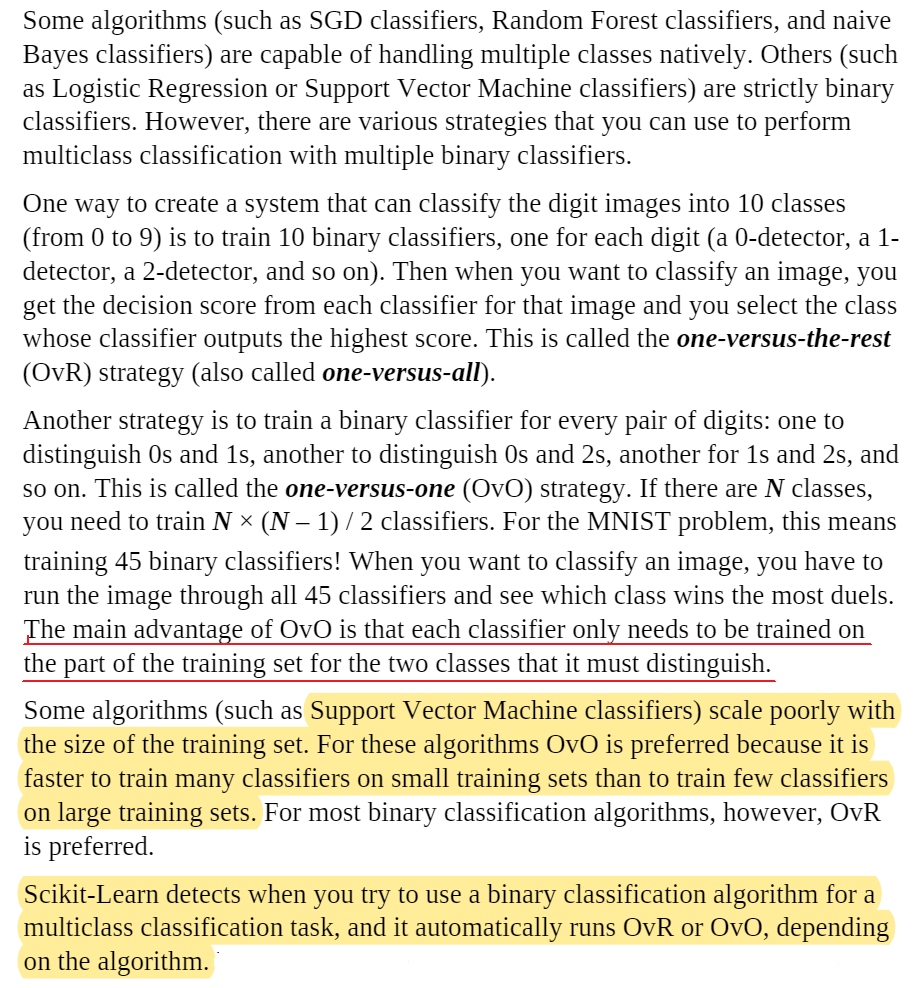 Some algorithms (such as SGD classifiers, Random Forest classifiers, and naive
Bayes classifiers) are capable of handling multiple classes natively. Others (such
as Logistic Regression or Support Vector Machine classifiers) are strictly binary
classifiers. However, there are various strategies that you can use to perform
multiclass classification with multiple binary classifiers.
One way to create a system that can classify the digit images into 10 classes
(from 0 to 9) is to train 10 binary classifiers, one for each digit (a 0-detector, a 1-
detector, a 2-detector, and so on). Then when you want to classify an image, you
get the decision score from each classifier for that image and you select the class
whose classifier outputs the highest score. This is called the one-versus-the-rest
(OvR) strategy (also called one-versus-all).
Another strategy is to train a binary classifier for every pair of digits: one to
distinguish 0s and 1s, another to distinguish 0s and 2s, another for 1s and 2s, and
so on. This is called the one-versus-one (OvO) strategy. If there are N classes,
you need to train N × (N – 1) / 2 classifiers. For the MNIST problem, this means
training 45 binary classifiers! When you want to classify an image, you have to
run the image through all 45 classifiers and see which class wins the most duels.
The main advantage of OvO is that each classifier only needs to be trained on
the part of the training set for the two classes that it must distinguish.
Some algorithms (such as Support Vector Machine classifiers) scale poorly with
the size of the training set. For these algorithms OvO is preferred because it is
faster to train many classifiers on small training sets than to train few classifiers
on large training sets. For most binary classification algorithms, however, OvR
is preferred.
Scikit-Learn detects when you try to use a binary classification algorithm for a
multiclass classification task, and it automatically runs OvR or OvO, depending
on the algorithm.